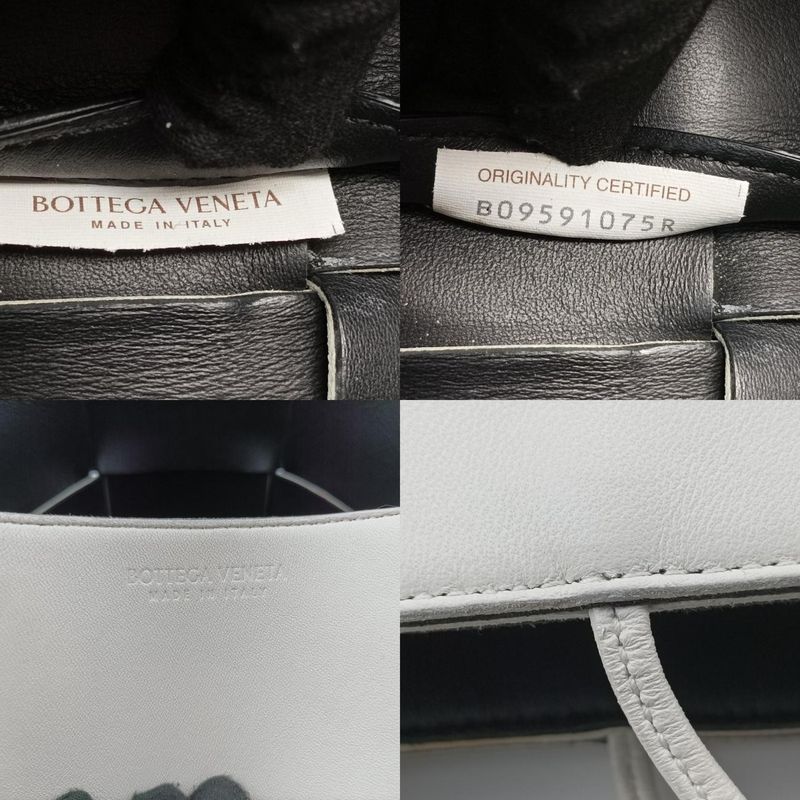 BOTTEGA VENETA
MADE IN ITALY
ORIGINALITY CERTIFIED
B09591075R
BOTTEGA VENETA
MADE IN ITALY